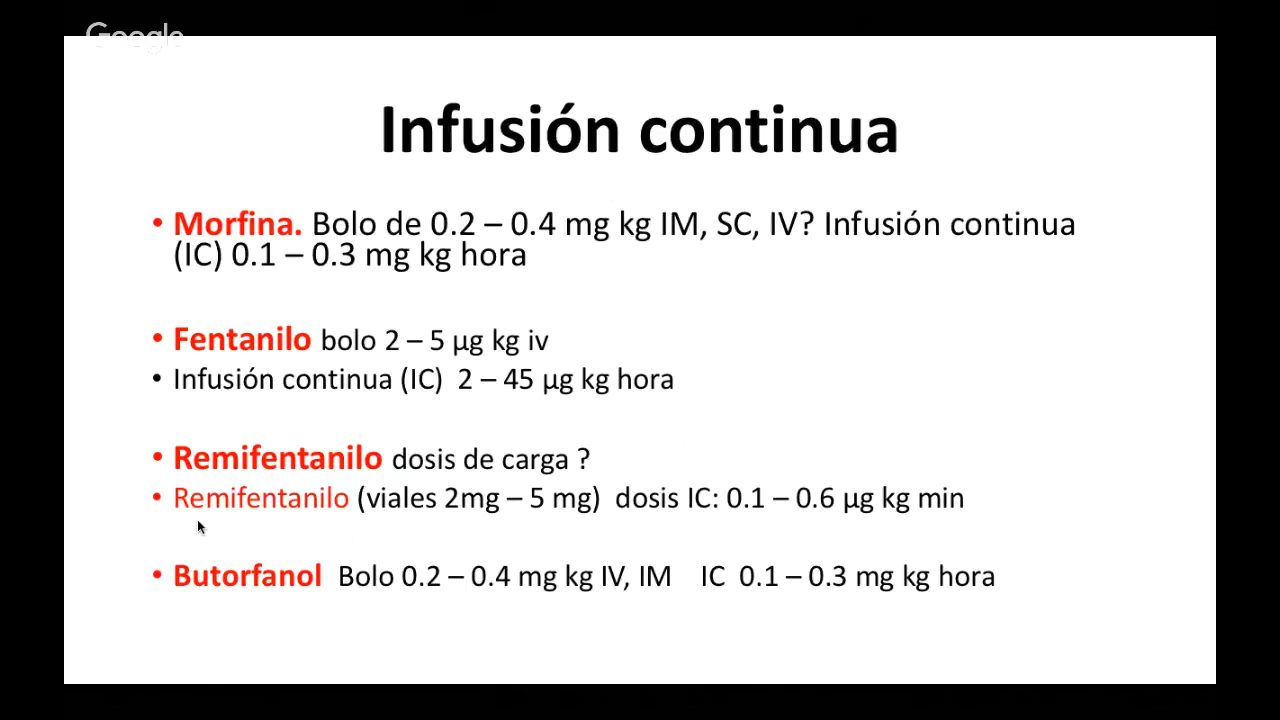 Google
Infusión continua
• Morfina. Bolo de 0.2 – 0.4 mg kg IM, SC, IV? Infusión continua
(IC) 0.1 – 0.3 mg kg hora
• Fentanilo bolo 2 – 5 µg kg iv
• Infusión continua (IC) 2 – 45 µg kg hora
• Remifentanilo dosis de carga ?
• Remifentanilo (viales 2mg – 5 mg) dosis IC: 0.1 – 0.6 µg kg min
• Butorfanol Bolo 0.2 – 0.4 mg kg IV, IM IC 0.1 – 0.3 mg kg hora